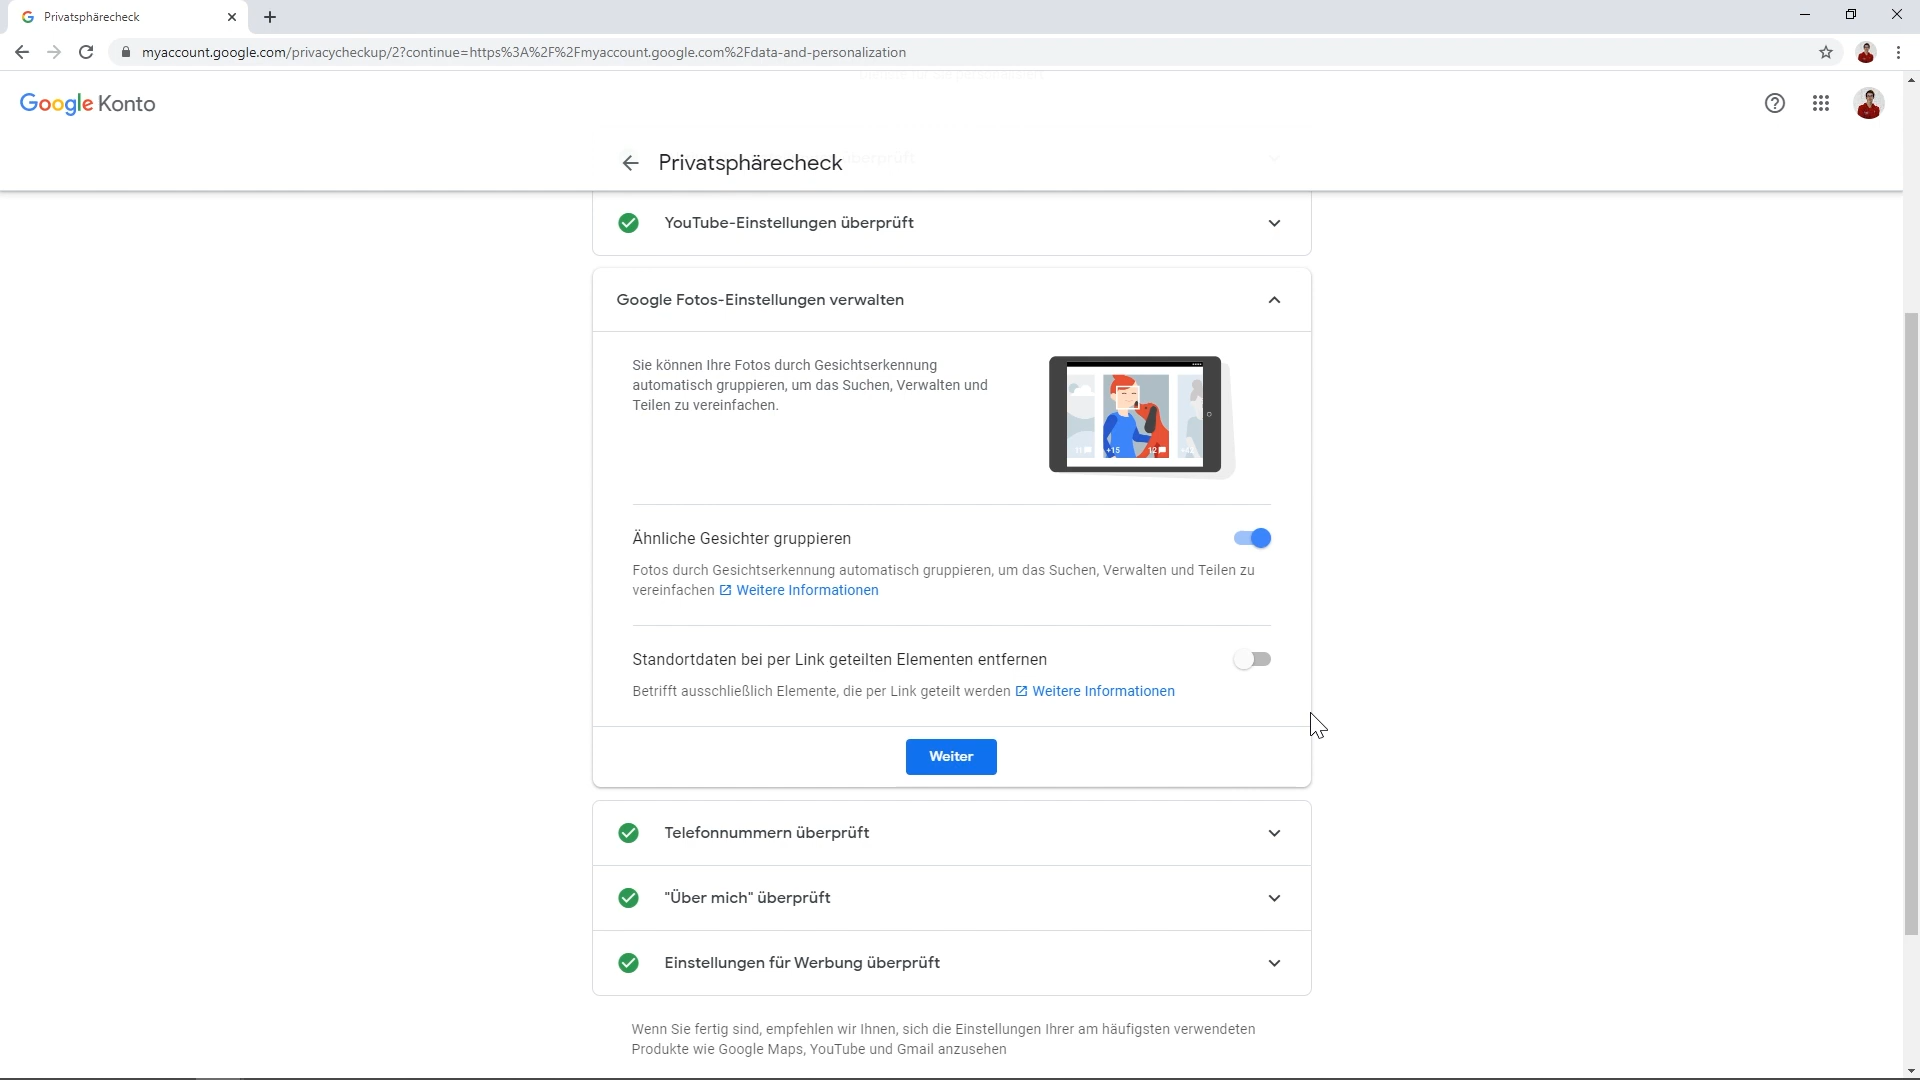 Privatsphärecheck
myaccount.google.com/privacycheckup/2?continue=https%3A%2F%2Fmyaccount.google.com%2Fdata-and-personalization
Google Konto
Privatsphärecheck
YouTube-Einstellungen überprüft
Google Fotos-Einstellungen verwalten
Sie können Ihre Fotos durch Gesichtserkennung
automatisch gruppieren, um das Suchen, Verwalten und
Teilen zu vereinfachen.
+15
12
Ähnliche Gesichter gruppieren
Fotos durch Gesichtserkennung automatisch gruppieren, um das Suchen, Verwalten und Teilen zu
vereinfachen Weitere Informationen
Standortdaten bei per Link geteilten Elementen entfernen
Betrifft ausschließlich Elemente, die per Link geteilt werden Weitere Informationen
Weiter
Telefonnummern überprüft
"Über mich" überprüft
Einstellungen für Werbung überprüft
Wenn Sie fertig sind, empfehlen wir Ihnen, sich die Einstellungen Ihrer am häufigsten verwendeten
Produkte wie Google Maps, YouTube und Gmail anzusehen